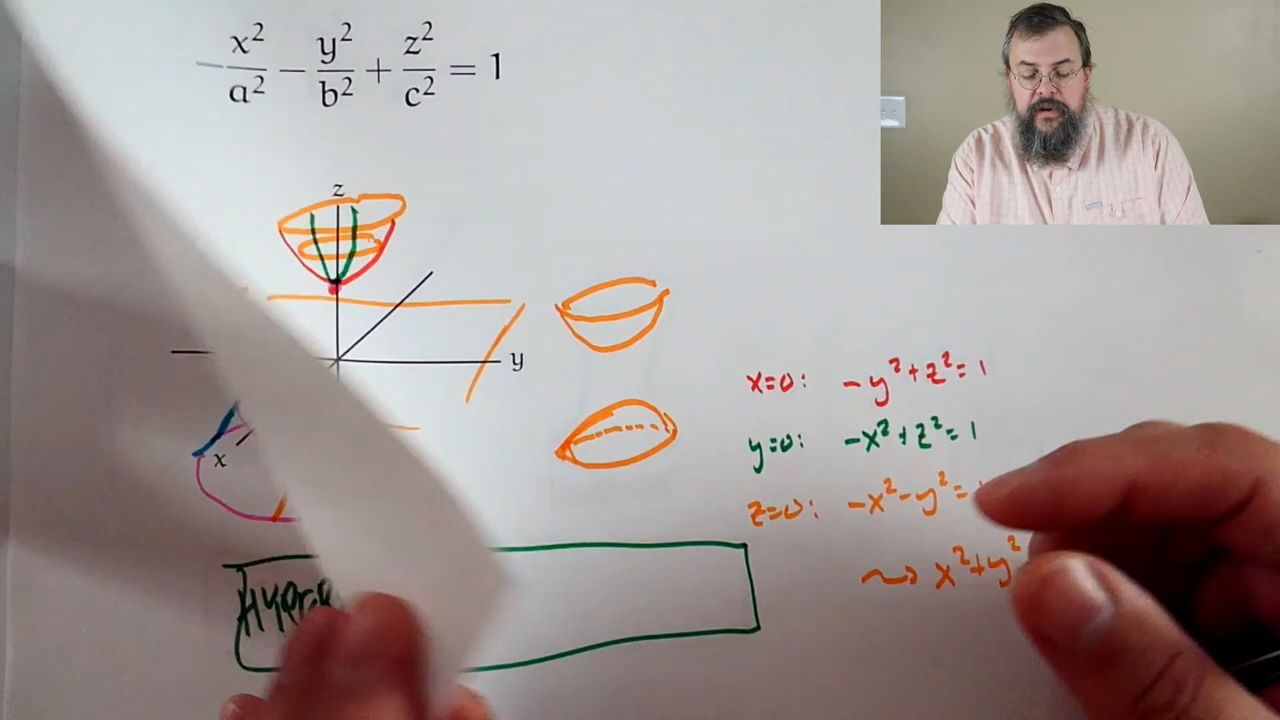 -x²/a² - y²/b² + z²/c² = 1
z
y
x
x=0: -y²+z²=1
y=0: -x²+z²=1
z=0: -x²-y²=
⇝ x²+y²